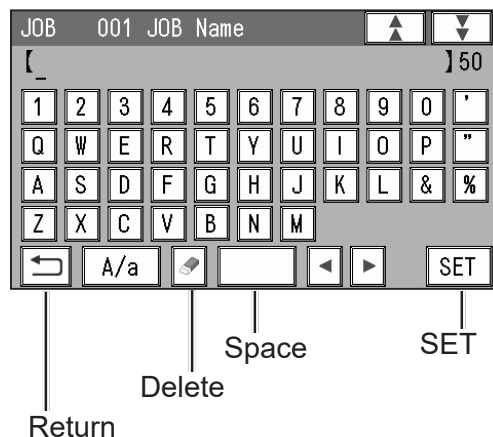 JOB 001 JOB Name
【_ 】50
1 2 3 4 5 6 7 8 9 0 '
Q W E R T Y U I O P "
A S D F G H J K L & %
Z X C V B N M
A/a ◀ ▶ SET
Space SET
Delete
Return